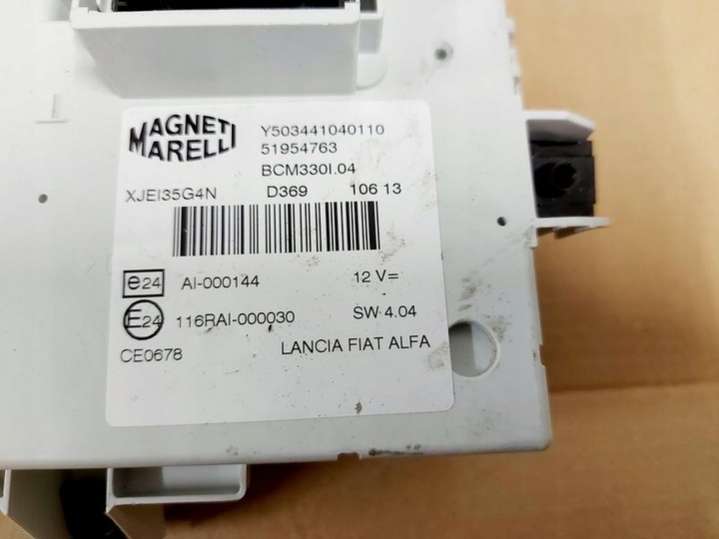 MAGNETI MARELLI
Y503441040110
51954763
BCM330I.04
XJEI35G4N D369 106 13
e24 AI-000144 12 V=
E24 116RAI-000030 SW 4.04
CE0678 LANCIA FIAT ALFA